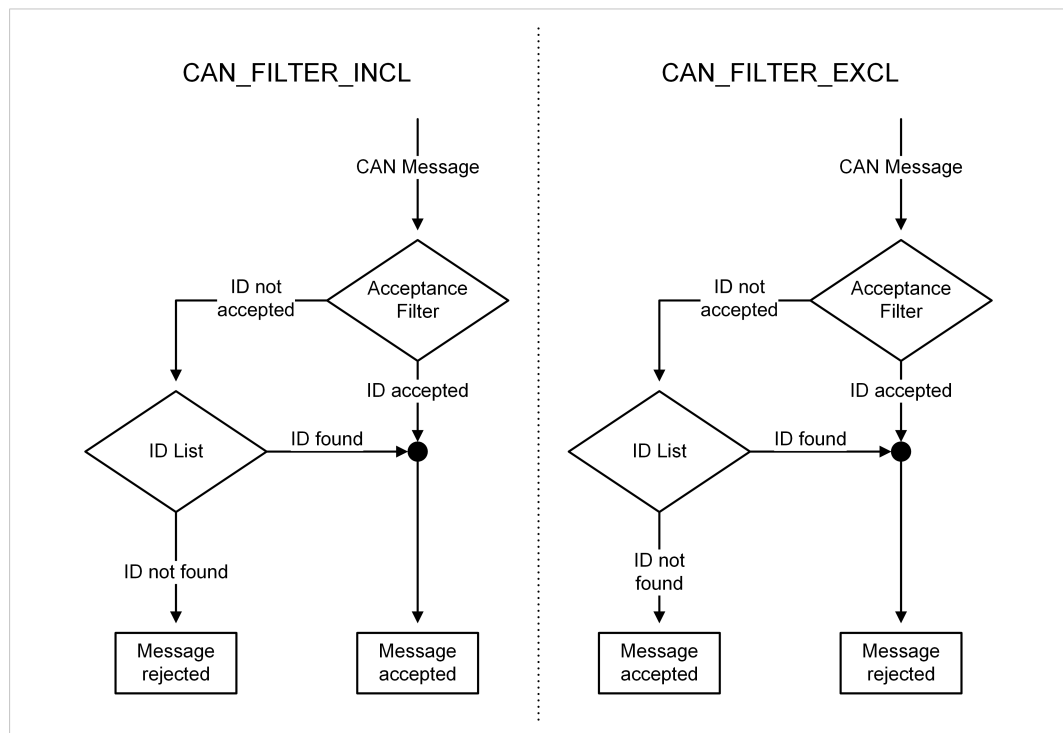 CAN_FILTER_INCL
CAN Message
Acceptance
Filter
ID not
accepted
ID accepted
ID List
ID found
ID not found
Message
rejected
Message
accepted
CAN_FILTER_EXCL
CAN Message
Acceptance
Filter
ID not
accepted
ID accepted
ID List
ID found
ID not
found
Message
accepted
Message
rejected